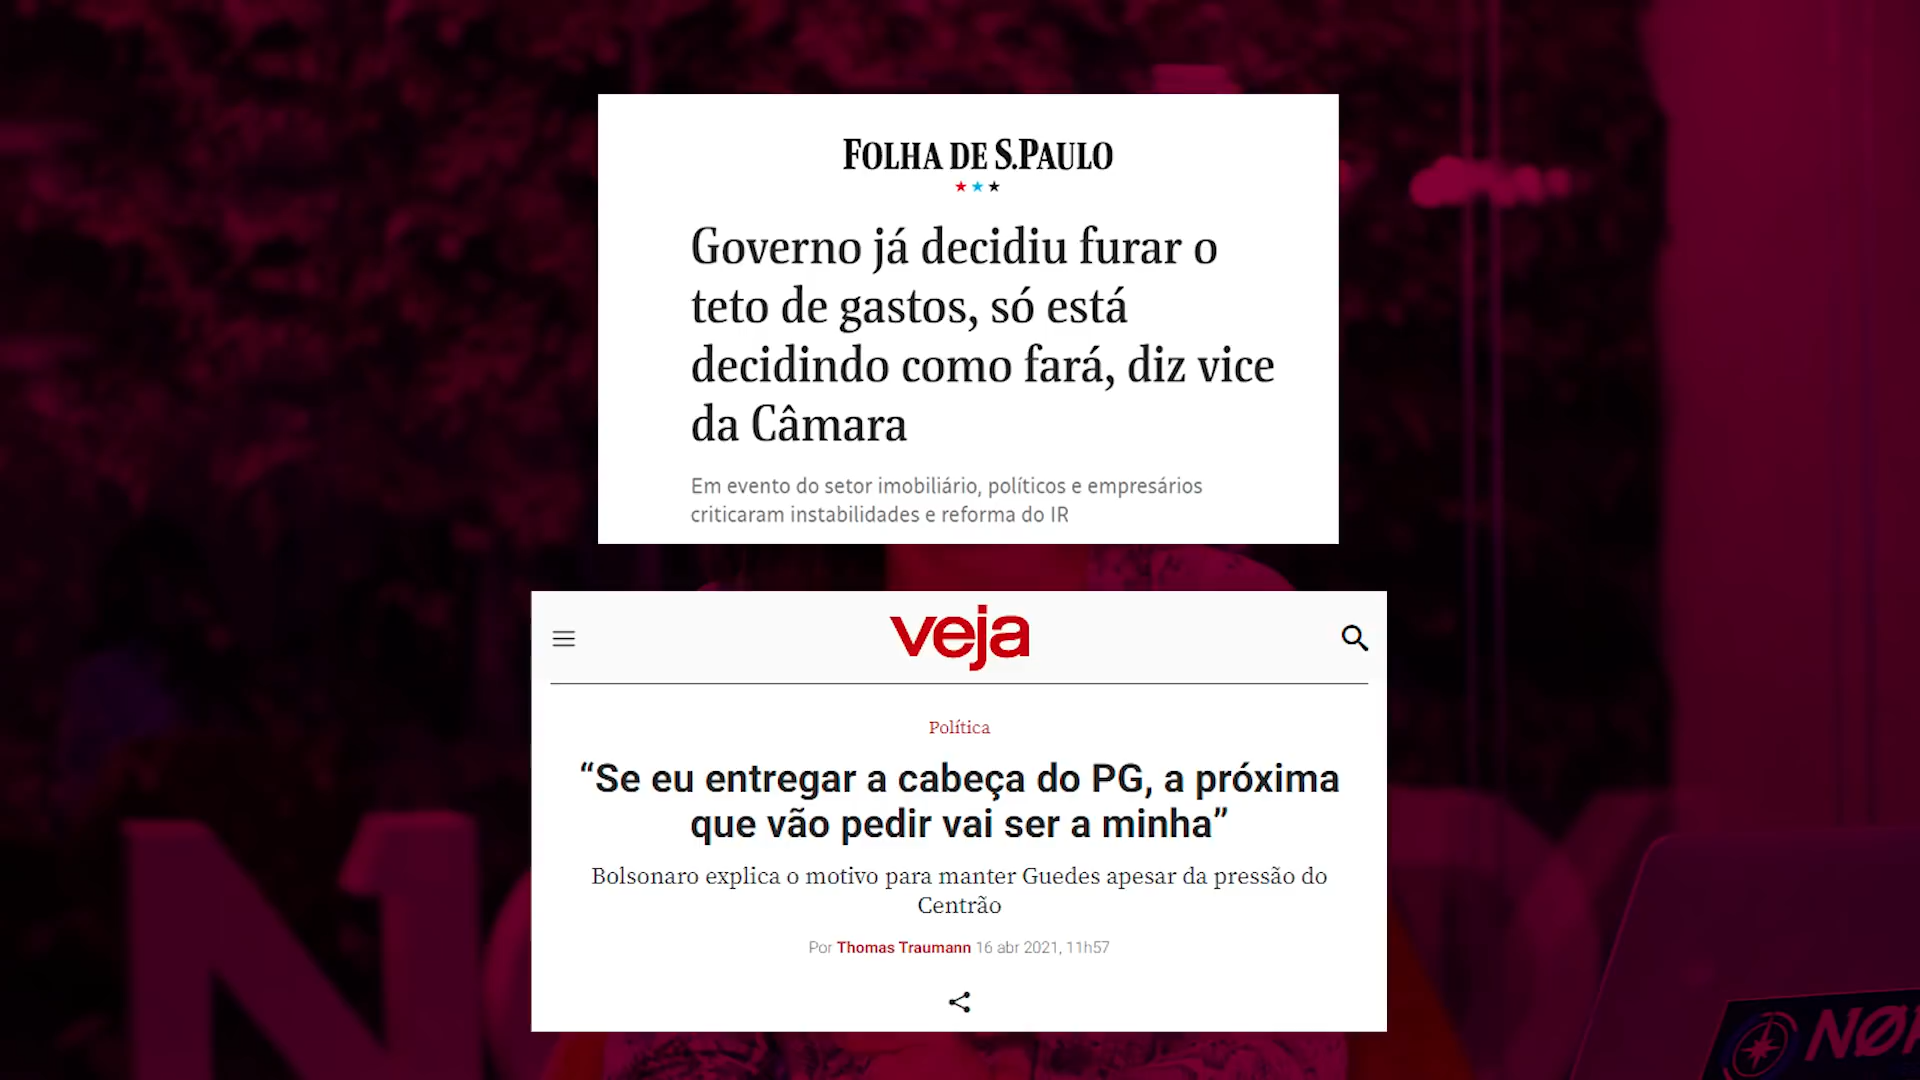 FOLHA DE S.PAULO
Governo já decidiu furar o
teto de gastos, só está
decidindo como fará, diz vice
da Câmara
Em evento do setor imobiliário, políticos e empresários
criticaram instabilidades e reforma do IR
veja
Política
“Se eu entregar a cabeça do PG, a próxima
que vão pedir vai ser a minha”
Bolsonaro explica o motivo para manter Guedes apesar da pressão do
Centrão
Por Thomas Traumann 16 abr 2021, 11h57